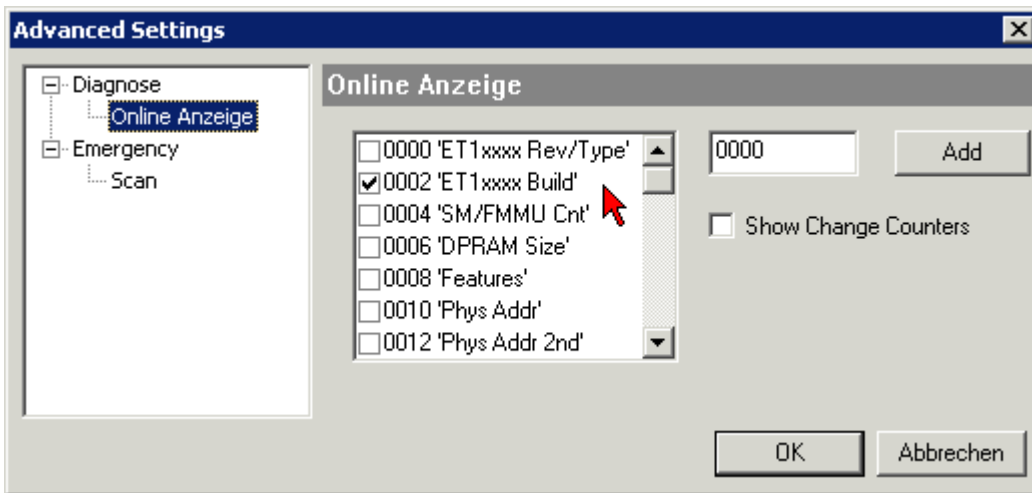 Advanced Settings
Diagnose
Online Anzeige
Emergency
Scan
Online Anzeige
0000 'ET1xxxx Rev/Type'
0002 'ET1xxxx Build'
0004 'SM/FMMU Cnt'
0006 'DPRAM Size'
0008 'Features'
0010 'Phys Addr'
0012 'Phys Addr 2nd'
0000
Add
Show Change Counters
OK
Abbrechen